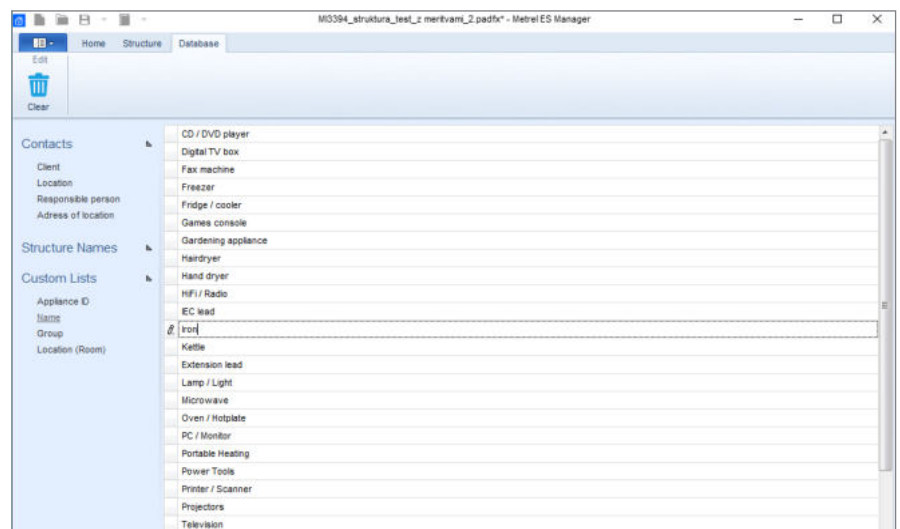 MI3394_struktura_test_z meritvami_2.padfx* - Metrel ES Manager
Home Structure Database
Edit
Clear
Contacts
Client
Location
Responsible person
Adress of location
Structure Names
Custom Lists
Appliance ID
Name
Group
Location (Room)
CD / DVD player
Digital TV box
Fax machine
Freezer
Fridge / cooler
Games console
Gardening appliance
Hairdryer
Hand dryer
HiFi / Radio
IEC lead
Iron
Kettle
Extension lead
Lamp / Light
Microwave
Oven / Hotplate
PC / Monitor
Portable Heating
Power Tools
Printer / Scanner
Projectors
Television